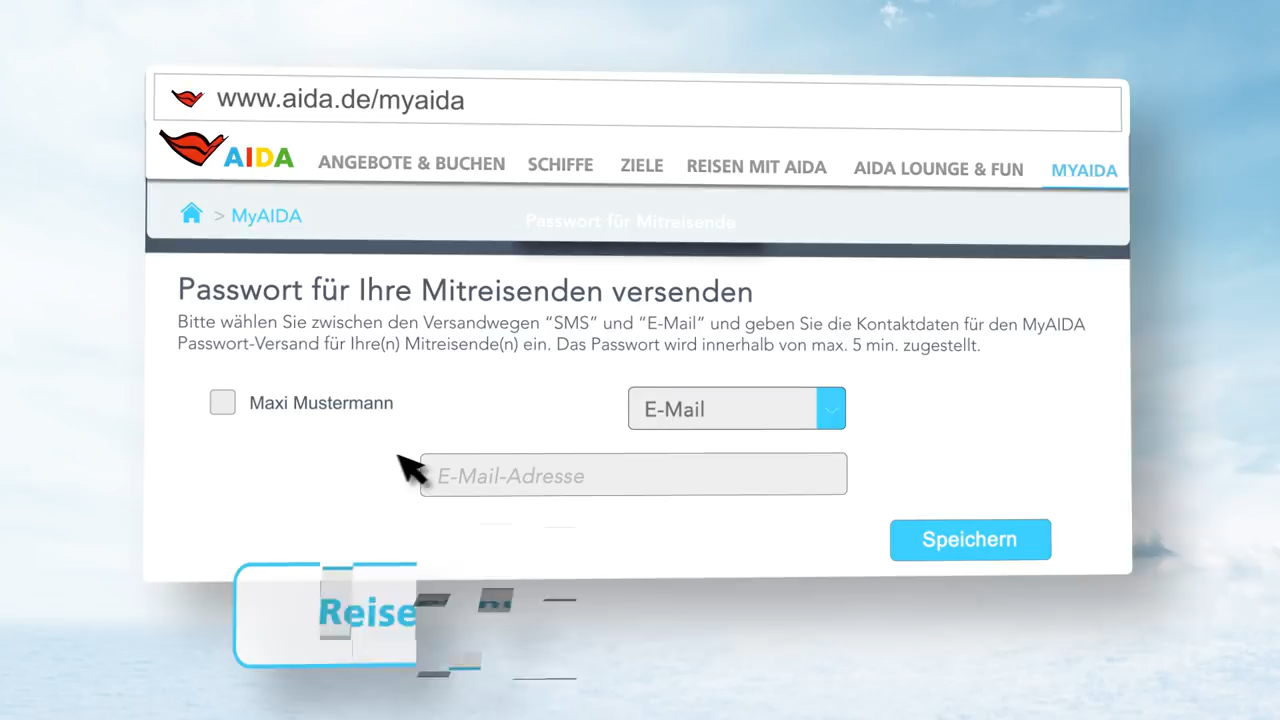 www.aida.de/myaida
AIDA ANGEBOTE & BUCHEN SCHIFFE ZIELE REISEN MIT AIDA AIDA LOUNGE & FUN MYAIDA
> MyAIDA Passwort für Mitreisende
Passwort für Ihre Mitreisenden versenden
Bitte wählen Sie zwischen den Versandwegen “SMS” und “E-Mail” und geben Sie die Kontaktdaten für den MyAIDA
Passwort-Versand für Ihre(n) Mitreisende(n) ein. Das Passwort wird innerhalb von max. 5 min. zugestellt.
Maxi Mustermann E-Mail
E-Mail-Adresse
Speichern
Reise